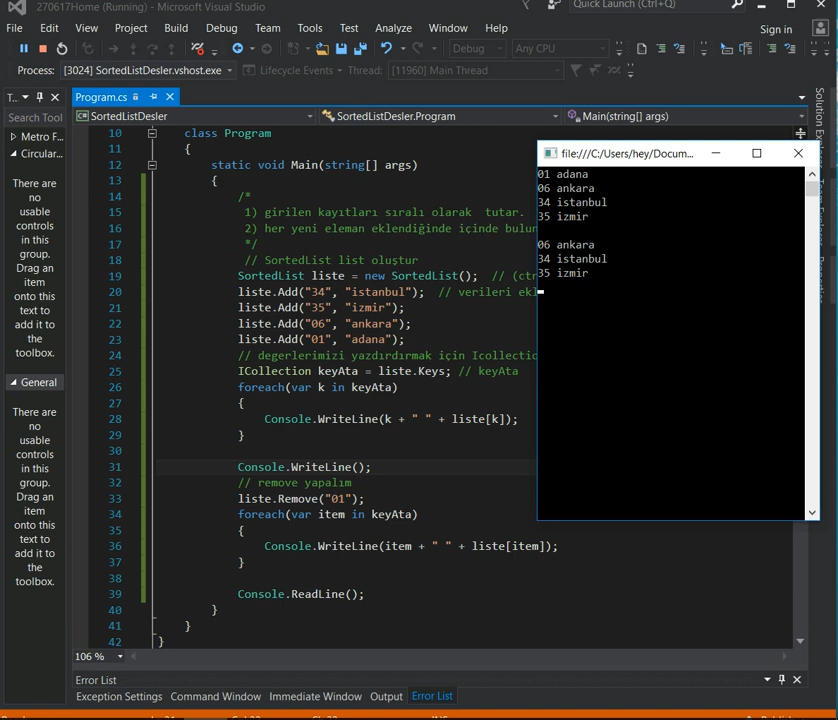 270617Home (Running) - Microsoft Visual Studio
Quick Launch (Ctrl+Q)
File Edit View Project Build Debug Team Tools Test Analyze Window Help
Sign in
Debug Any CPU
Process: [3024] SortedListDesler.vshost.exe Lifecycle Events Thread: [11960] Main Thread
T... Program.cs
Search Tool SortedListDesler SortedListDesler.Program Main(string[] args)
Metro F...
Circular...
There are
no
usable
controls
in this
group.
Drag an
item
onto this
text to
add it to
the
toolbox.
General
There are
no
usable
controls
in this
group.
Drag an
item
onto this
text to
add it to
the
toolbox.
10 class Program
11 {
12 static void Main(string[] args)
13 {
14 /*
15 1) girilen kayıtları sıralı olarak tutar.
16 2) her yeni eleman eklendiğinde içinde bulun
17 */
18 // SortedList list oluştur
19 SortedList liste = new SortedList(); // (ctr
20 liste.Add("34", "istanbul"); // verileri ekl
21 liste.Add("35", "izmir");
22 liste.Add("06", "ankara");
23 liste.Add("01", "adana");
24 // degerlerimizi yazdırdırmak için Icollectio
25 ICollection keyAta = liste.Keys; // keyAta
26 foreach(var k in keyAta)
27 {
28 Console.WriteLine(k + " " + liste[k]);
29 }
30
31 Console.WriteLine();
32 // remove yapalım
33 liste.Remove("01");
34 foreach(var item in keyAta)
35 {
36 Console.WriteLine(item + " " + liste[item]);
37 }
38
39 Console.ReadLine();
40 }
41 }
42 }
file:///C:/Users/hey/Docum...
01 adana
06 ankara
34 istanbul
35 izmir
06 ankara
34 istanbul
35 izmir
Solution Explorer
Team Explorer
Properties
106 %
Error List
Exception Settings Command Window Immediate Window Output Error List